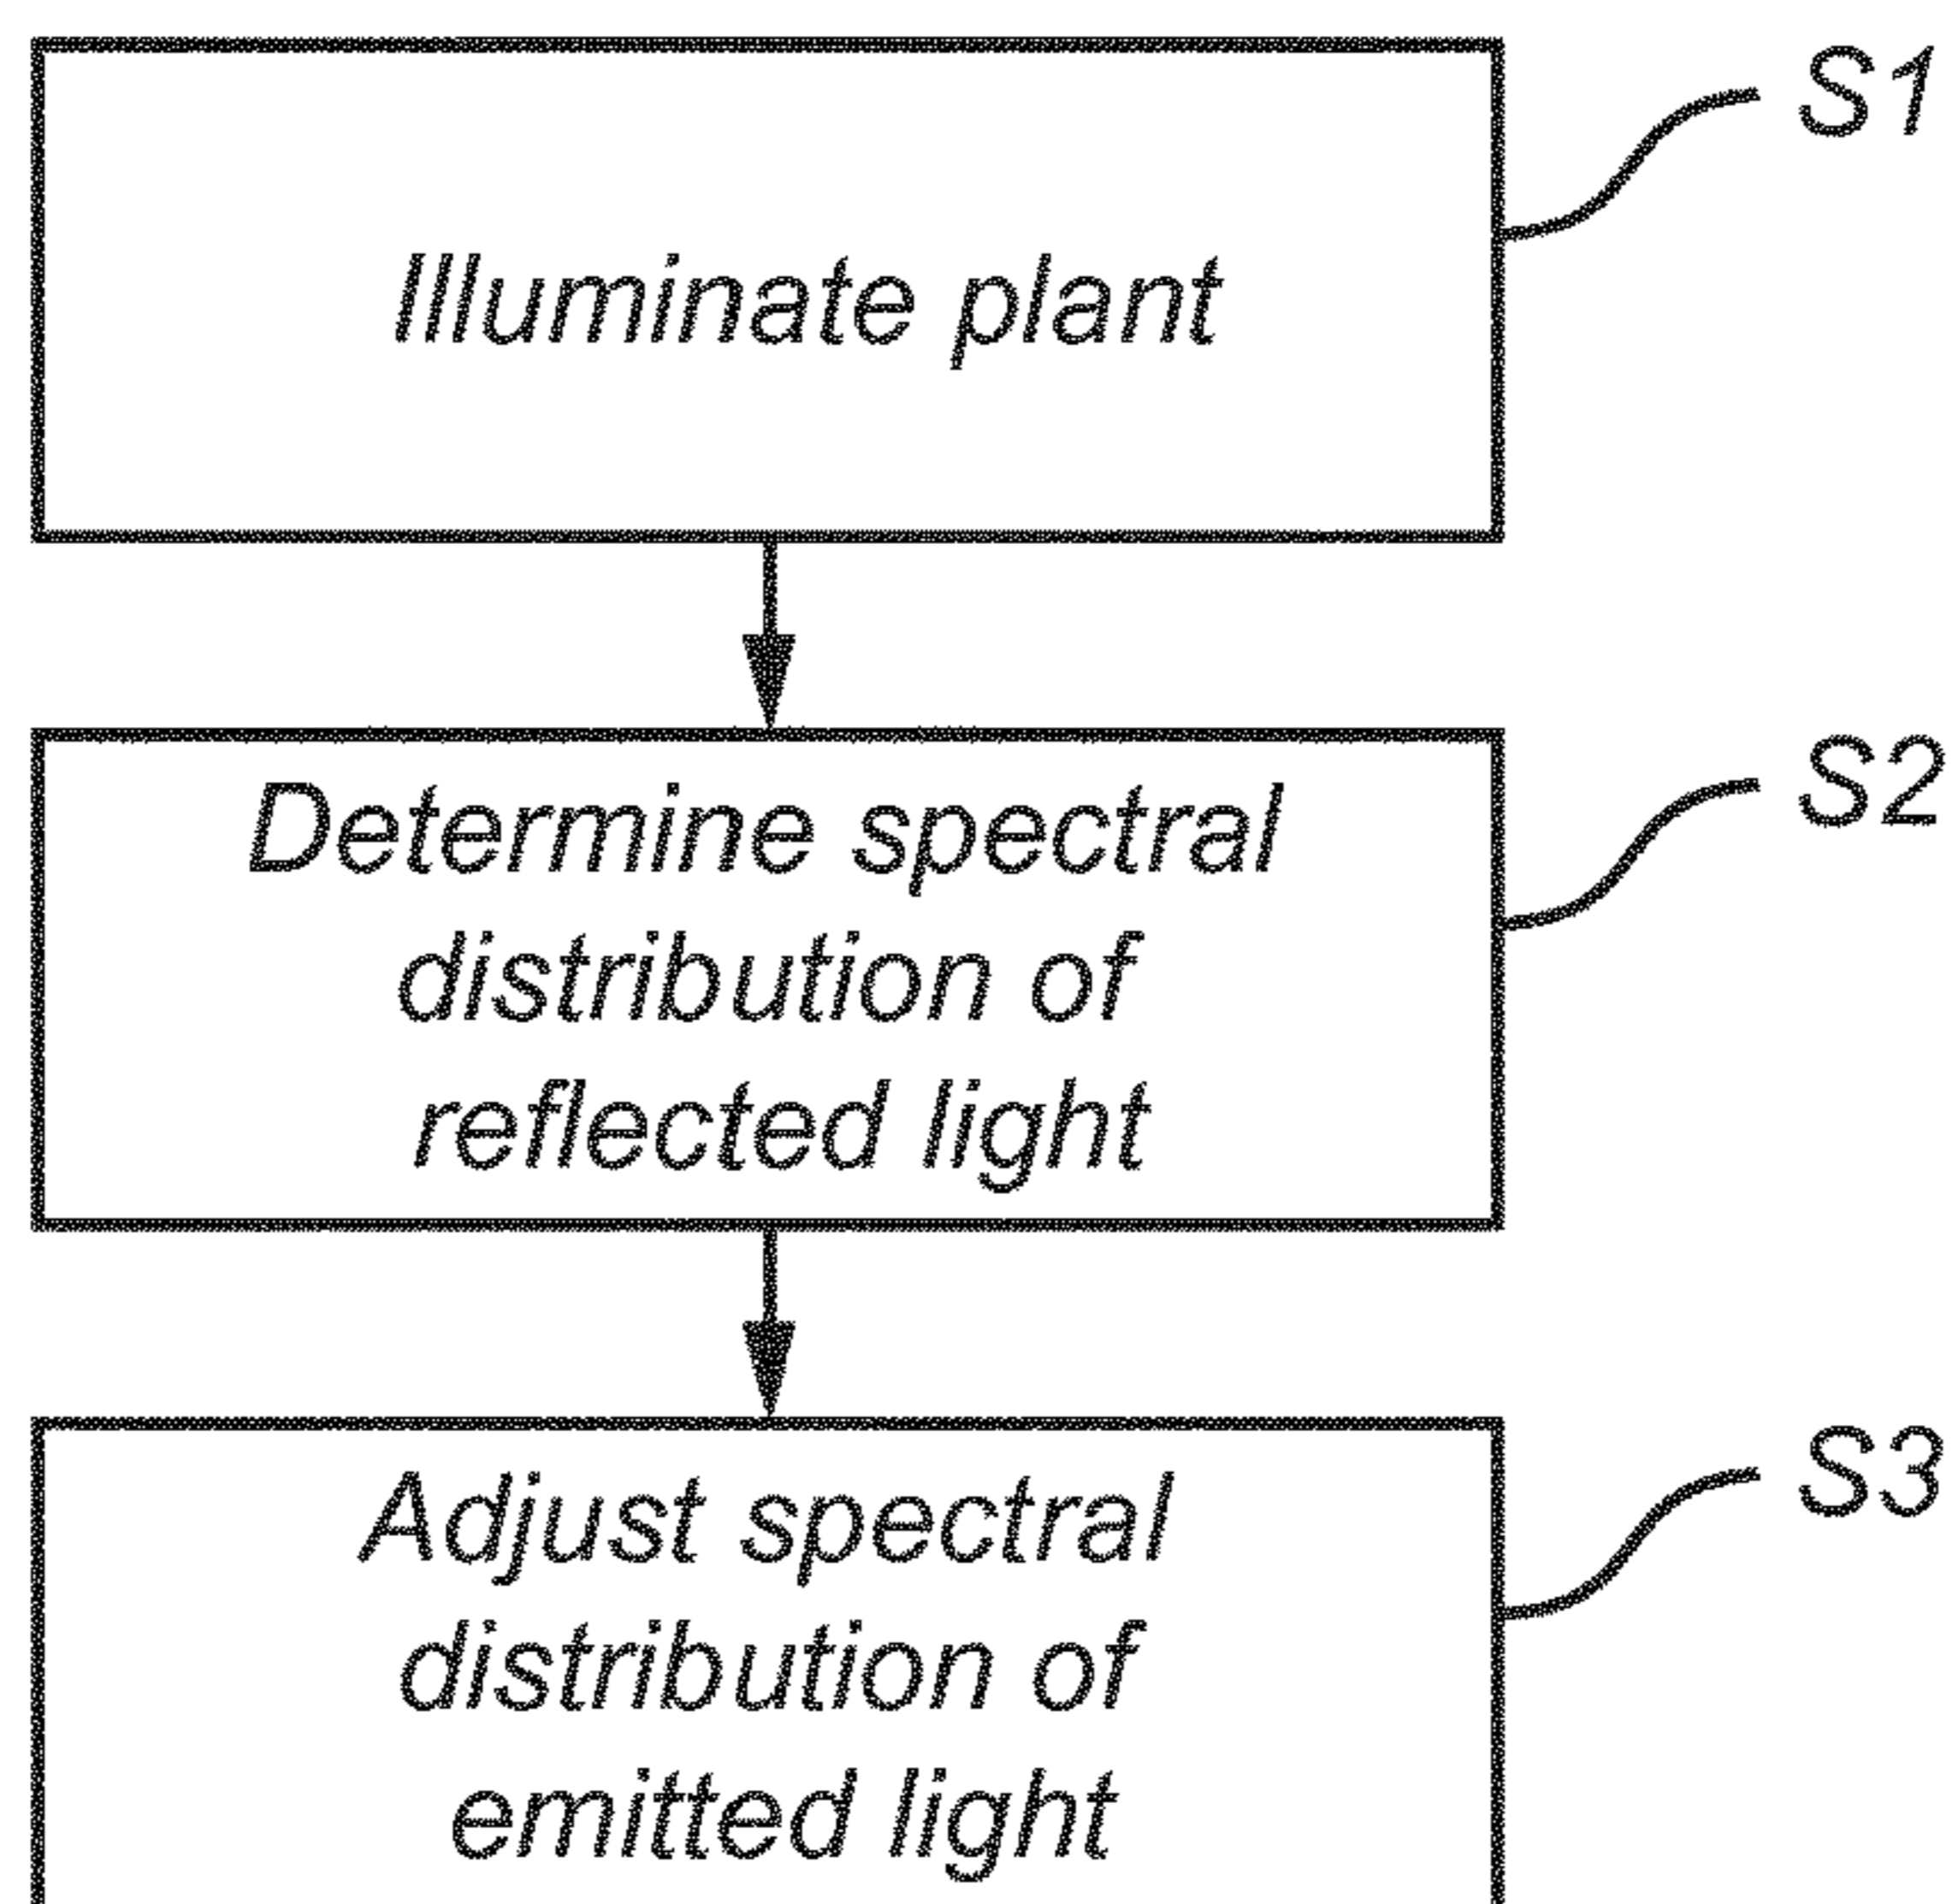 S1
Illuminate plant
S2
Determine spectral
distribution of
reflected light
S3
Adjust spectral
distribution of
emitted light